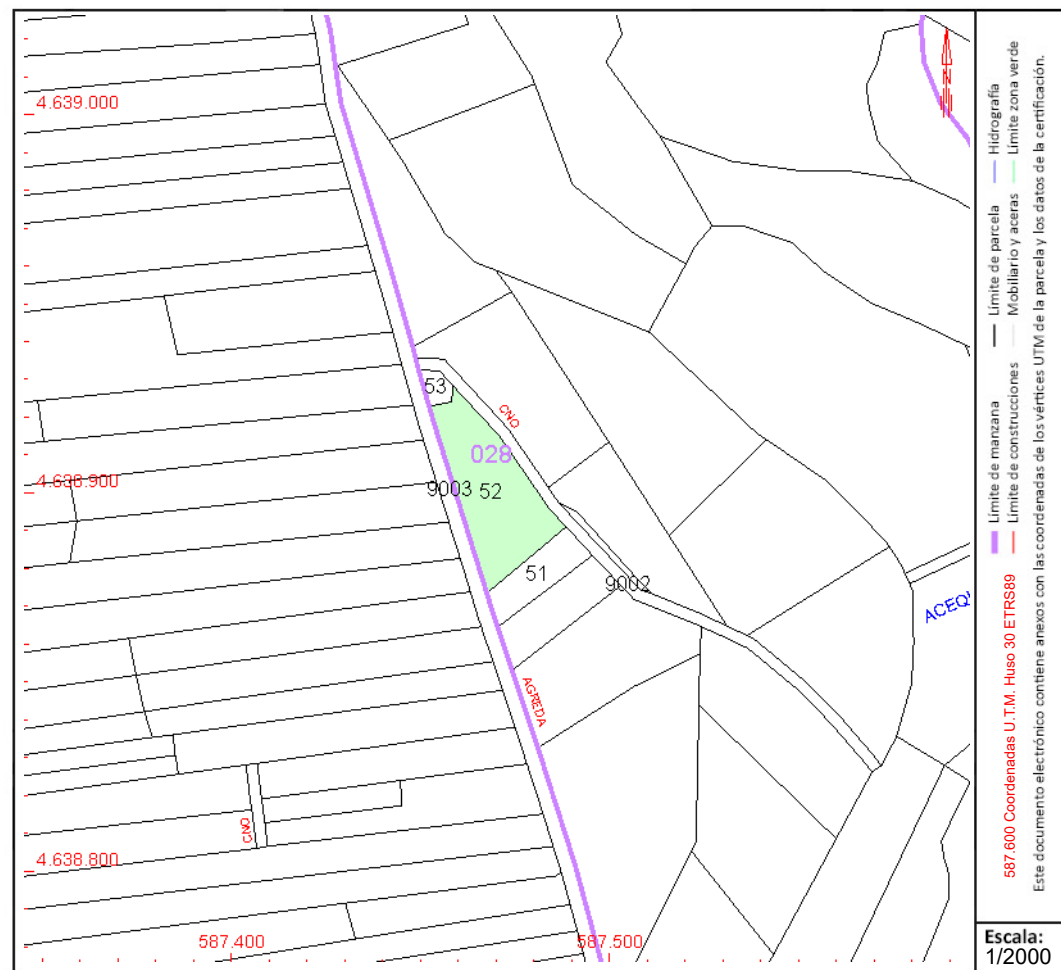 4.639.000
53
CNO
028
4.638.900
9003
52
51
9002
ACEQ
AGREDA
CNO
4.638.800
587.400
587.500
N
587.600 Coordenadas U.T.M. Huso 30 ETRS89
Límite de manzana
Límite de parcela
Hidrografía
Límite de construcciones
Mobiliario y aceras
Límite zona verde
Este documento electrónico contiene anexos con las coordenadas de los vértices UTM de la parcela y los datos de la certificación.
Escala:
1/2000